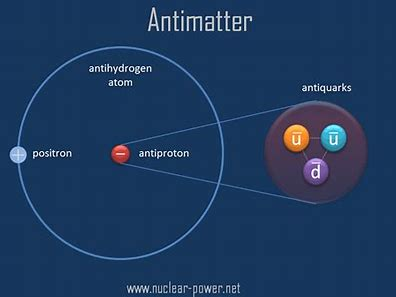 Antimatter
antihydrogen
atom
antiquarks
ū ū
d̄
+ positron
− antiproton
www.nuclear-power.net